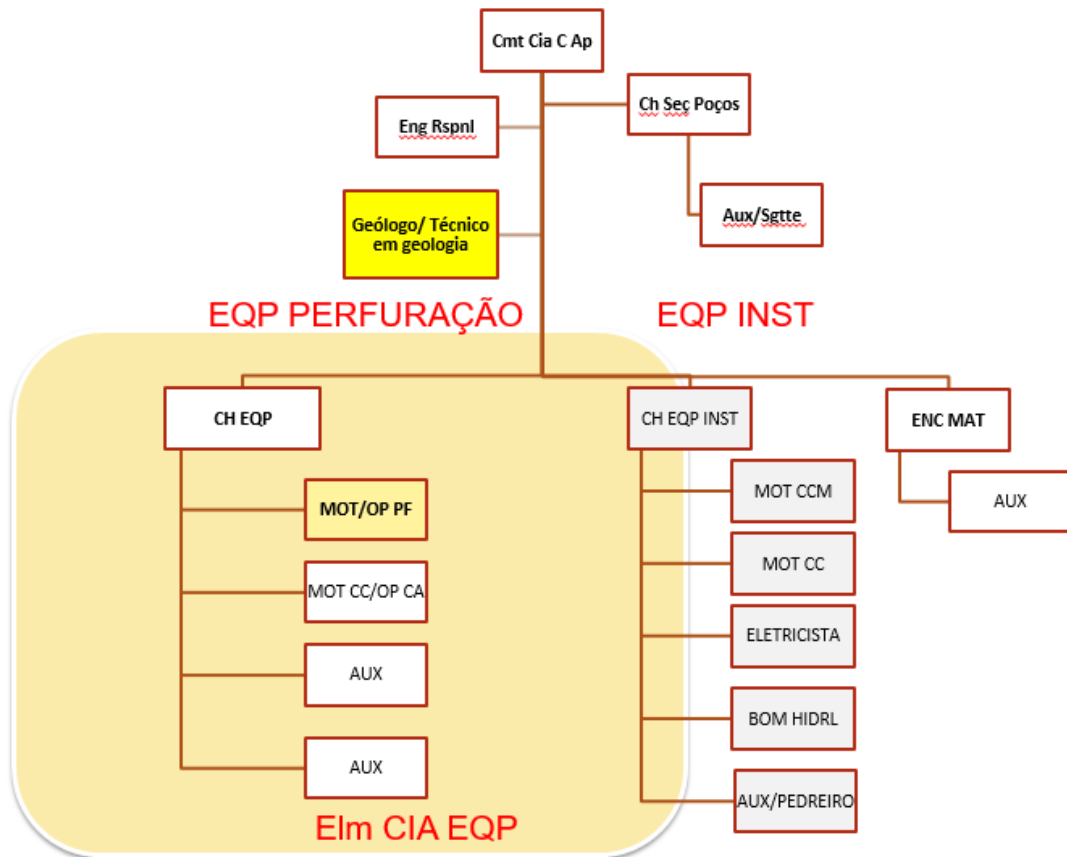 Cmt Cia C Ap
Ch Seç Poços
Eng Rspnl
Aux/Sgtte
Geólogo/ Técnico
em geologia
EQP PERFURAÇÃO
EQP INST
CH EQP
CH EQP INST
ENC MAT
MOT/OP PF
MOT CC/OP CA
AUX
AUX
MOT CCM
MOT CC
ELETRICISTA
BOM HIDRL
AUX/PEDREIRO
AUX
Elm CIA EQP